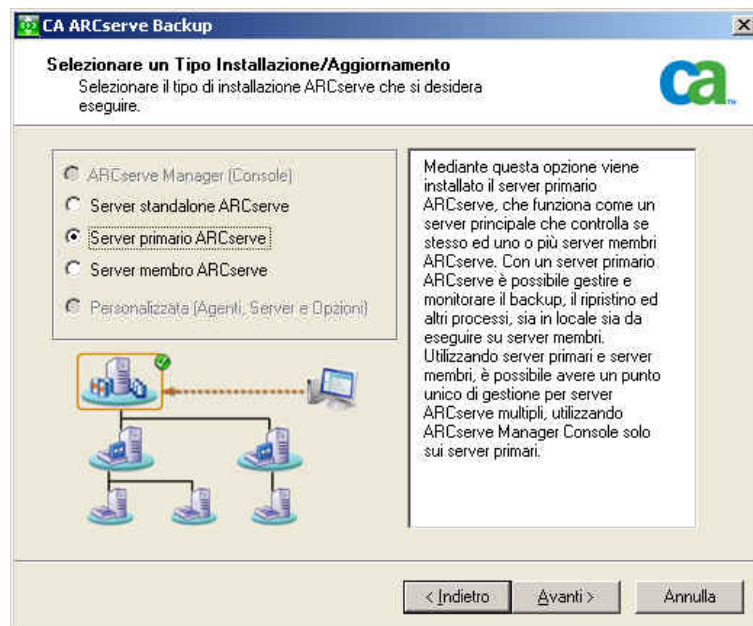 CA ARCserve Backup
Selezionare un Tipo Installazione/Aggiornamento
Selezionare il tipo di installazione ARCserve che si desidera
eseguire.
ca
ARCserve Manager (Console)
Server standalone ARCserve
Server primario ARCserve
Server membro ARCserve
Personalizzata (Agenti, Server e Opzioni)
Mediante questa opzione viene
installato il server primario
ARCserve, che funziona come un
server principale che controlla se
stesso ed uno o più server membri
ARCserve. Con un server primario
ARCserve è possibile gestire e
monitorare il backup, il ripristino ed
altri processi, sia in locale sia da
eseguire su server membri.
Utilizzando server primari e server
membri, è possibile avere un punto
unico di gestione per server
ARCserve multipli, utilizzando
ARCserve Manager Console solo
sui server primari.
< Indietro
Avanti >
Annulla